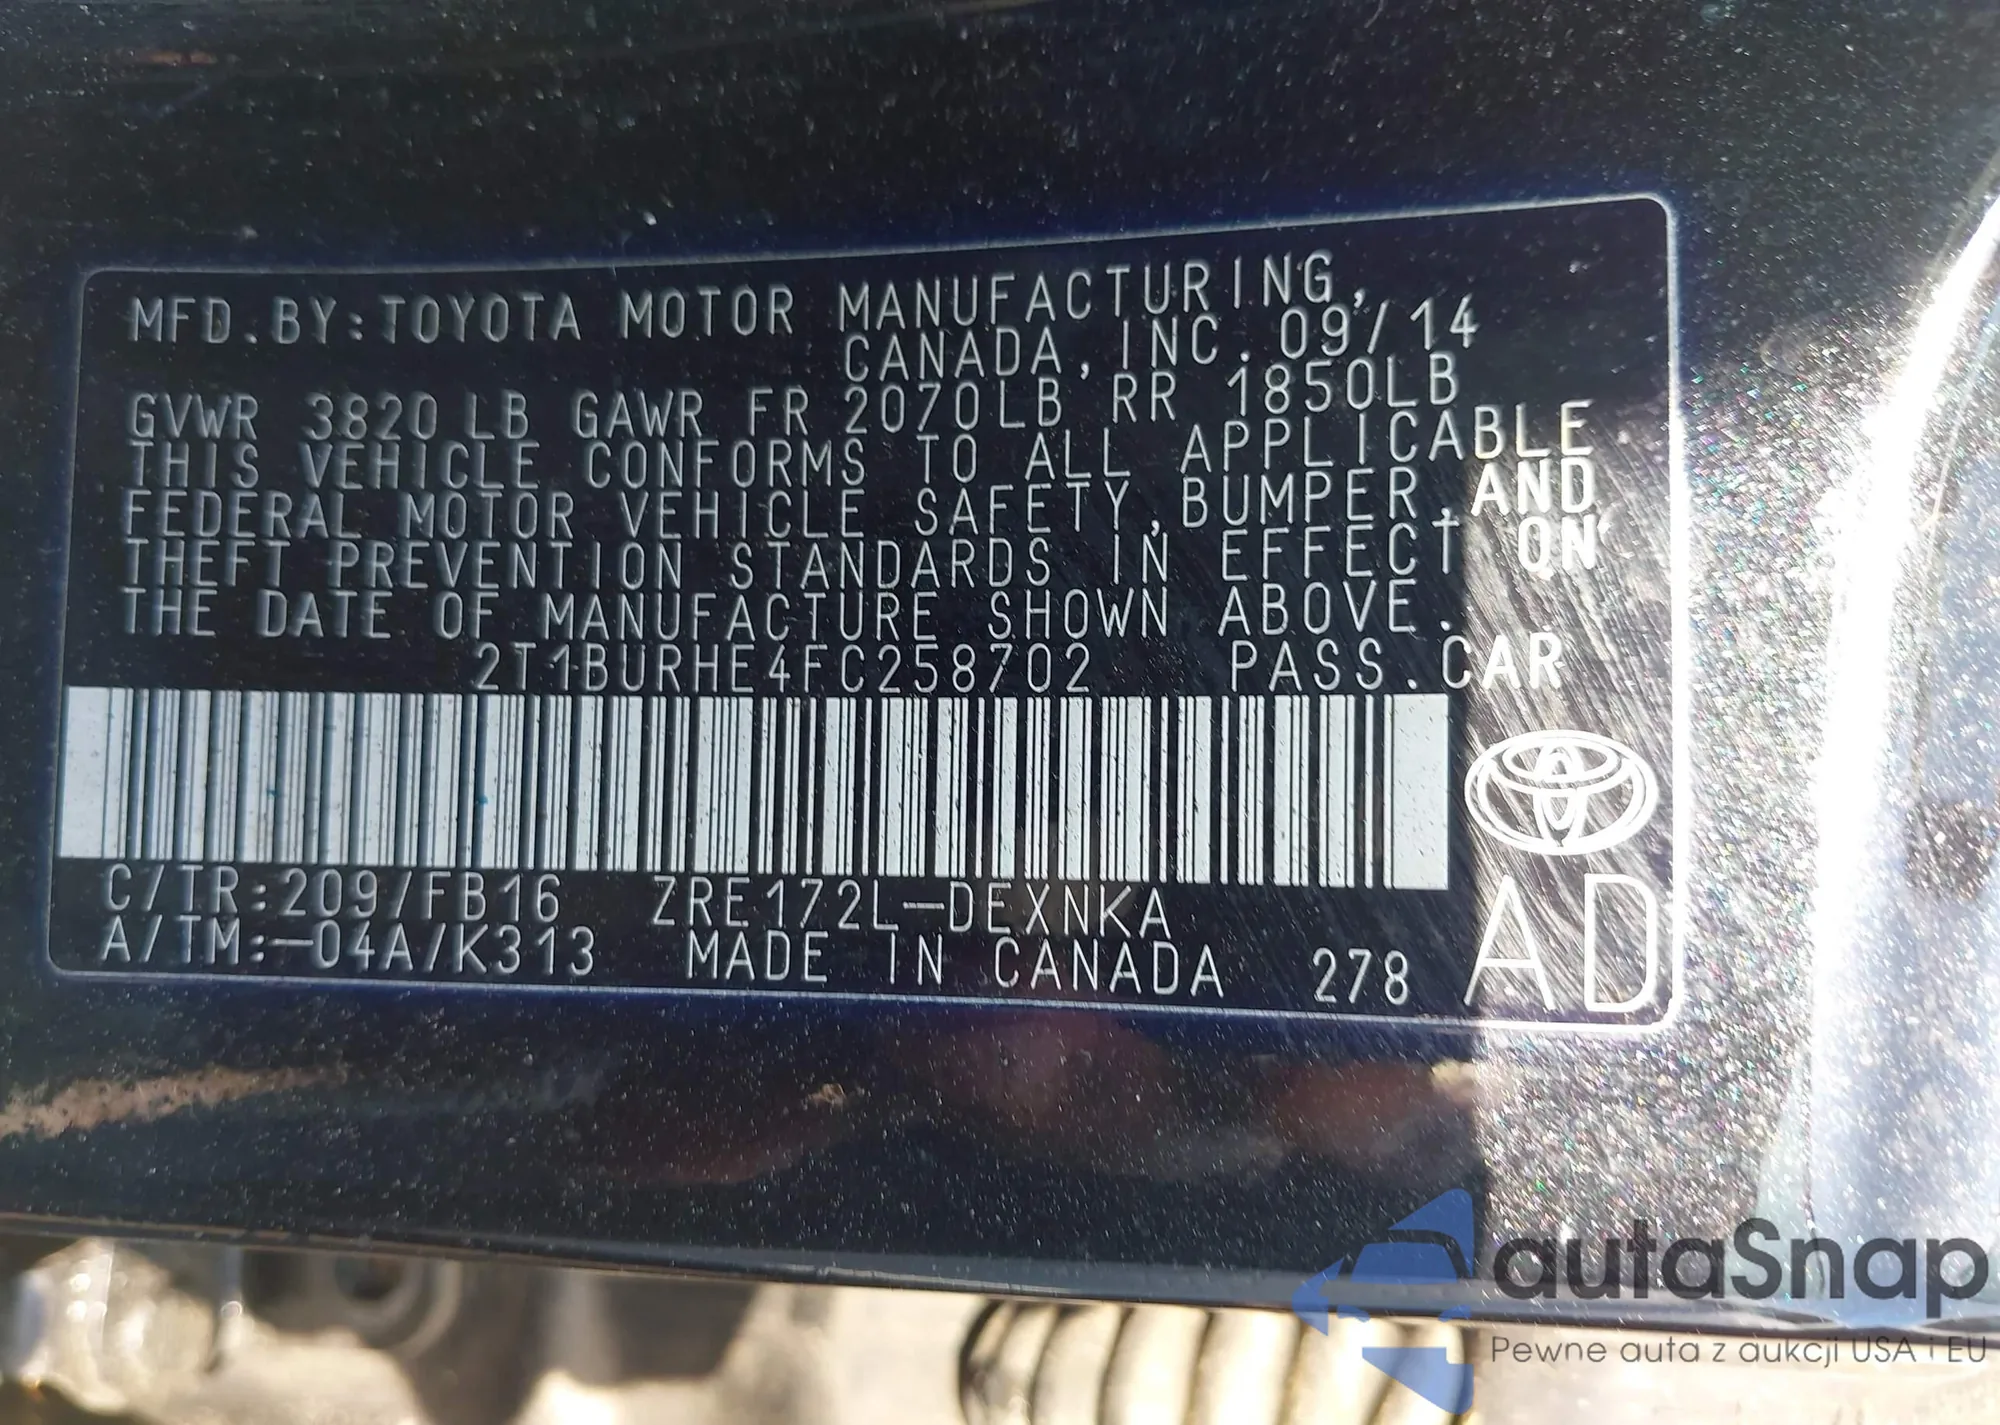 MFD.BY:TOYOTA MOTOR MANUFACTURING,
CANADA,INC. 09/14
GVWR 3820LB GAWR FR 2070LB RR 1850LB
THIS VEHICLE CONFORMS TO ALL APPLICABLE
FEDERAL MOTOR VEHICLE SAFETY,BUMPER,AND
THEFT PREVENTION STANDARDS IN EFFECT ON
THE DATE OF MANUFACTURE SHOWN ABOVE.
2T1BURHE4FC258702 PASS.CAR
C/TR:209/FB16 ZRE172L-DEXNKA
A/TM:-04A/K313 MADE IN CANADA 278 AD
autaSnap
Pewne auta z aukcji USA i EU